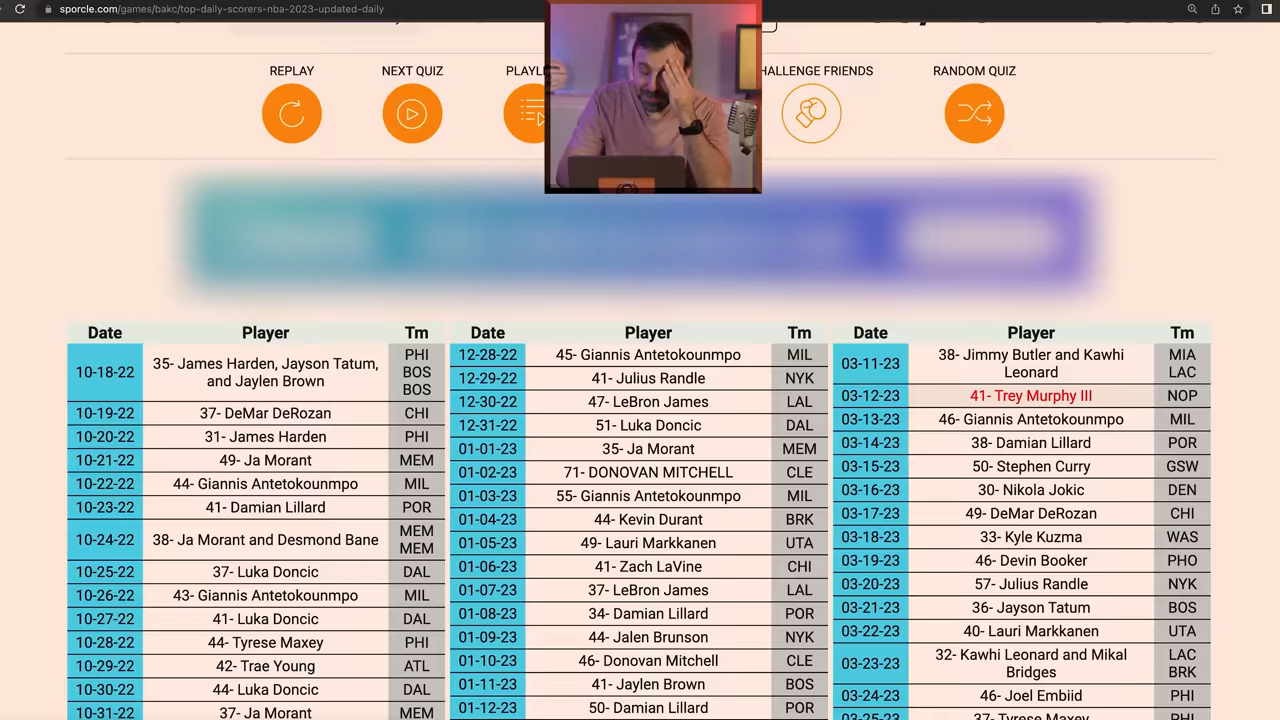 sporcle.com/games/bakc/top-daily-scorers-nba-2023-updated-daily
REPLAY NEXT QUIZ HALLENGE FRIENDS RANDOM QUIZ
Date Player Tm
10-18-22 35- James Harden, Jayson Tatum, and Jaylen Brown PHI BOS BOS
10-19-22 37- DeMar DeRozan CHI
10-20-22 31- James Harden PHI
10-21-22 49- Ja Morant MEM
10-22-22 44- Giannis Antetokounmpo MIL
10-23-22 41- Damian Lillard POR
10-24-22 38- Ja Morant and Desmond Bane MEM MEM
10-25-22 37- Luka Doncic DAL
10-26-22 43- Giannis Antetokounmpo MIL
10-27-22 41- Luka Doncic DAL
10-28-22 44- Tyrese Maxey PHI
10-29-22 42- Trae Young ATL
10-30-22 44- Luka Doncic DAL
10-31-22 37- Ja Morant MEM
Date Player Tm
12-28-22 45- Giannis Antetokounmpo MIL
12-29-22 41- Julius Randle NYK
12-30-22 47- LeBron James LAL
12-31-22 51- Luka Doncic DAL
01-01-23 35- Ja Morant MEM
01-02-23 71- DONOVAN MITCHELL CLE
01-03-23 55- Giannis Antetokounmpo MIL
01-04-23 44- Kevin Durant BRK
01-05-23 49- Lauri Markkanen UTA
01-06-23 41- Zach LaVine CHI
01-07-23 37- LeBron James LAL
01-08-23 34- Damian Lillard POR
01-09-23 44- Jalen Brunson NYK
01-10-23 46- Donovan Mitchell CLE
01-11-23 41- Jaylen Brown BOS
01-12-23 50- Damian Lillard POR
Date Player Tm
03-11-23 38- Jimmy Butler and Kawhi Leonard MIA LAC
03-12-23 41- Trey Murphy III NOP
03-13-23 46- Giannis Antetokounmpo MIL
03-14-23 38- Damian Lillard POR
03-15-23 50- Stephen Curry GSW
03-16-23 30- Nikola Jokic DEN
03-17-23 49- DeMar DeRozan CHI
03-18-23 33- Kyle Kuzma WAS
03-19-23 46- Devin Booker PHO
03-20-23 57- Julius Randle NYK
03-21-23 36- Jayson Tatum BOS
03-22-23 40- Lauri Markkanen UTA
03-23-23 32- Kawhi Leonard and Mikal Bridges LAC BRK
03-24-23 46- Joel Embiid PHI
03-25-23 37- Tyrese Maxey PHI